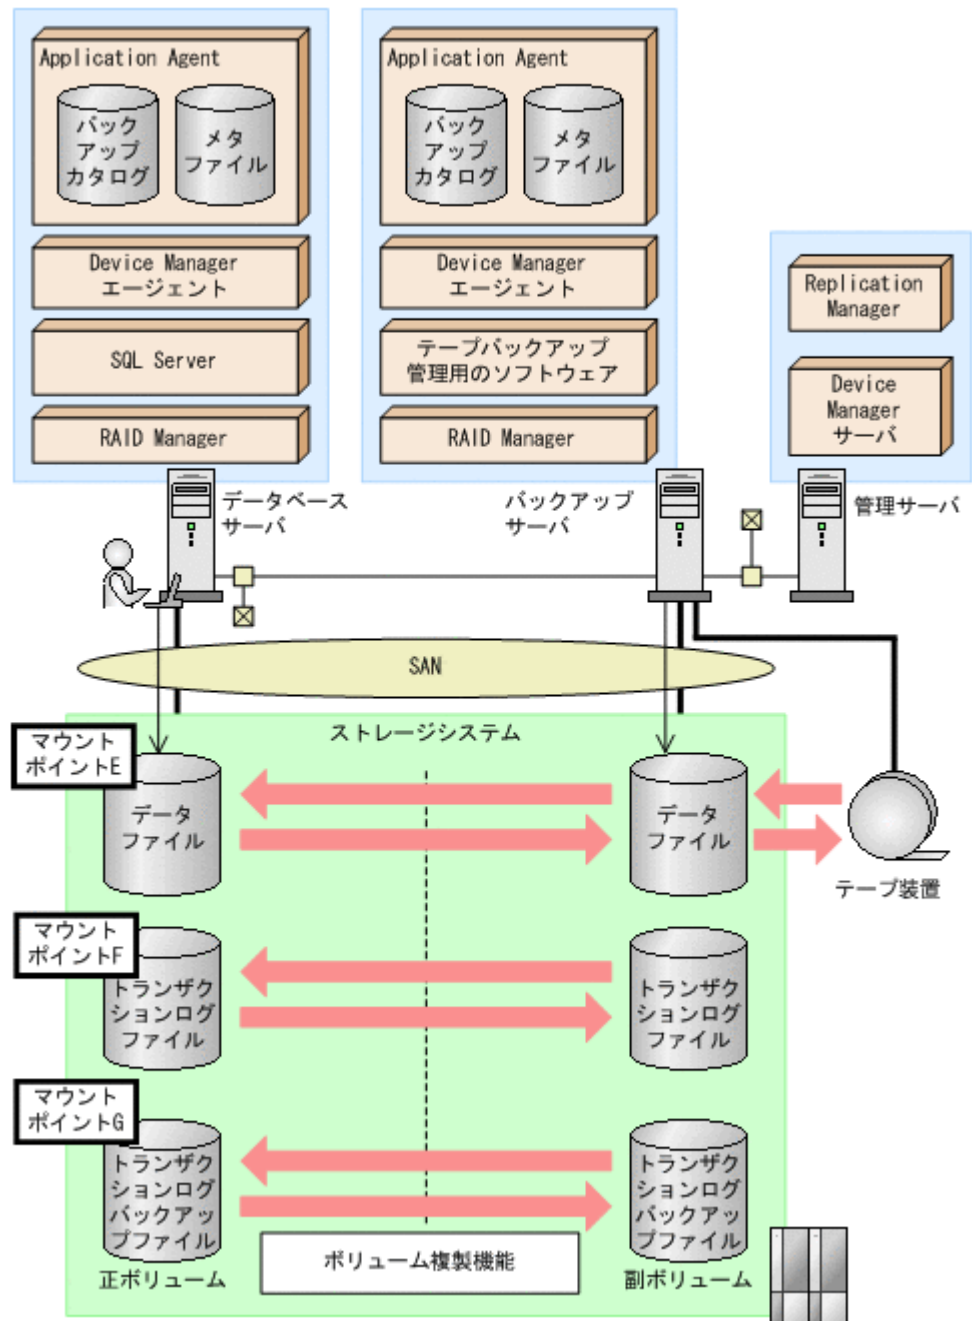 Application Agent
バック
アップ
カタログ
メタ
ファイル
Device Manager
エージェント
SQL Server
RAID Manager
データベース
サーバ
Application Agent
バック
アップ
カタログ
メタ
ファイル
Device Manager
エージェント
テープバックアップ
管理用のソフトウェア
RAID Manager
バックアップ
サーバ
Replication
Manager
Device
Manager
サーバ
管理サーバ
SAN
ストレージシステム
マウント
ポイントE
データ
ファイル
データ
ファイル
テープ装置
マウント
ポイントF
トランザク
ションログ
ファイル
トランザク
ションログ
ファイル
マウント
ポイントG
トランザク
ションログ
バックアッ
プファイル
トランザク
ションログ
バックアッ
プファイル
正ボリューム
ボリューム複製機能
副ボリューム